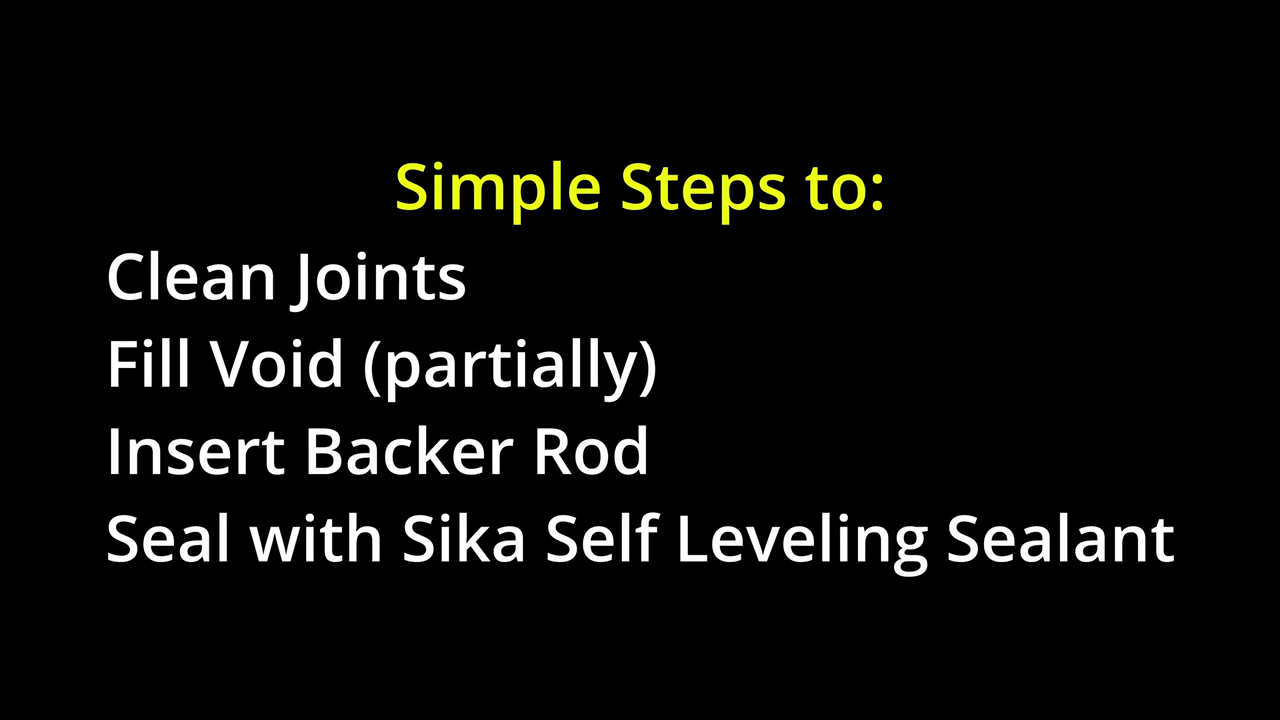 Simple Steps to:
Clean Joints
Fill Void (partially)
Insert Backer Rod
Seal with Sika Self Leveling Sealant